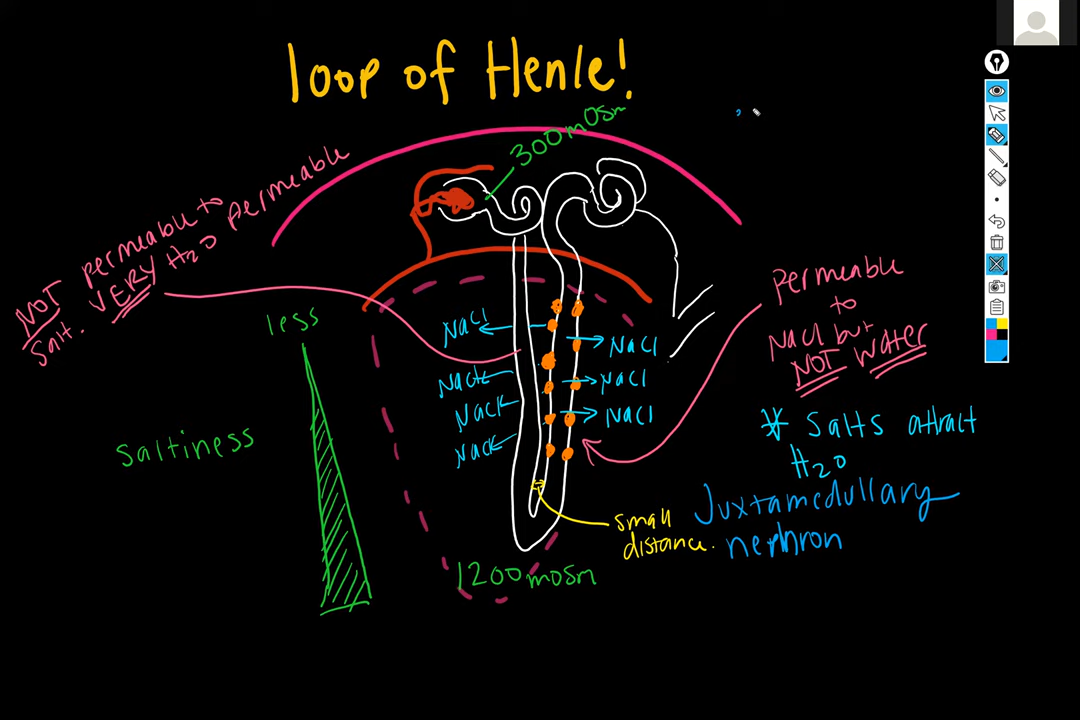 loop of Henle!
300mOsm
NOT permeable to
Salt. VERY H2O permeable
less
Saltiness
NaCl
NaCl
NaCl
NaCl
NaCl
NaCl
NaCl
permeable
to
NaCl but
NOT Water
* Salts attract
H2O
Juxtamedullary
nephron
small
distance.
1200mOsm